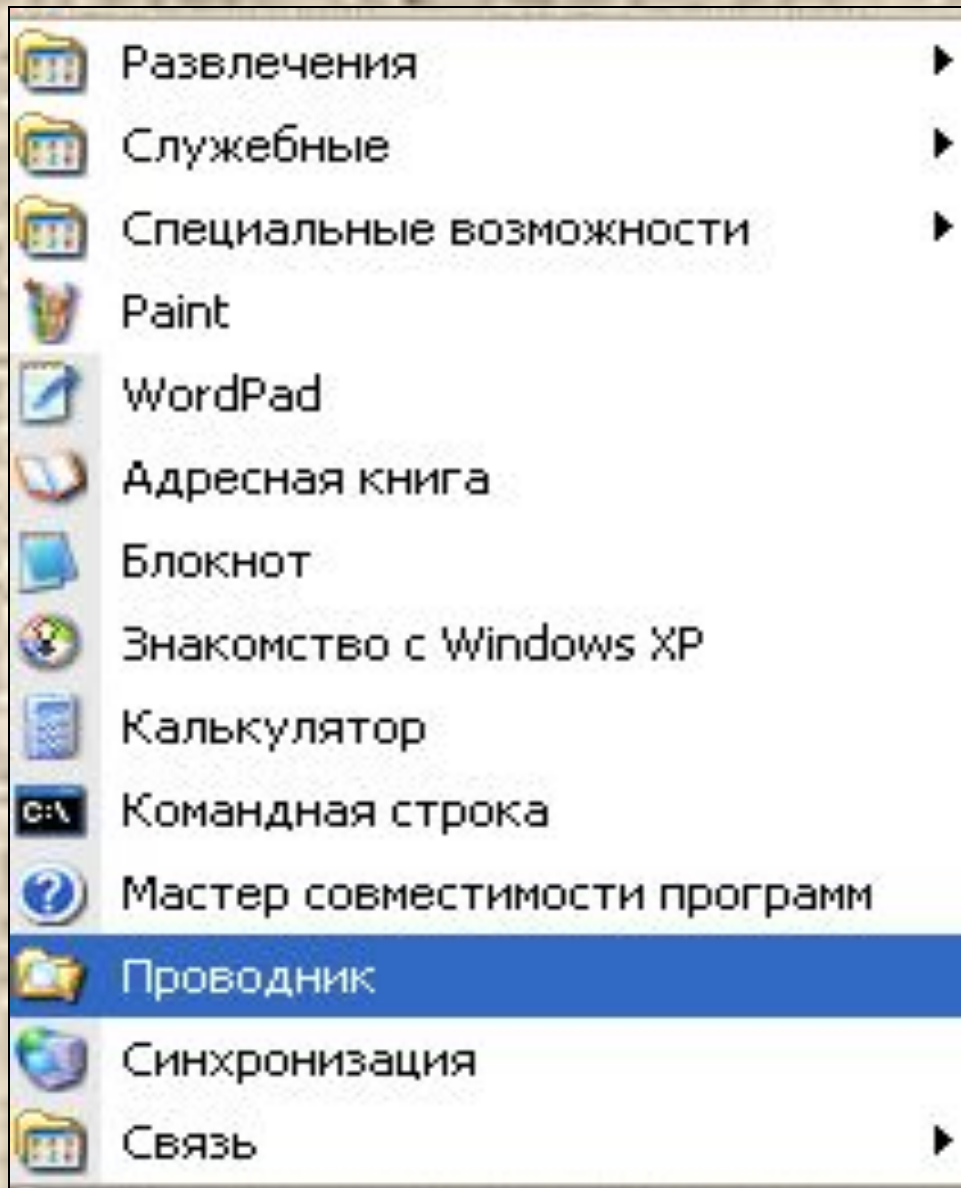 Развлечения
Служебные
Специальные возможности
Paint
WordPad
Адресная книга
Блокнот
Знакомство с Windows XP
Калькулятор
C:\
Командная строка
Мастер совместимости программ
Проводник
Синхронизация
Связь